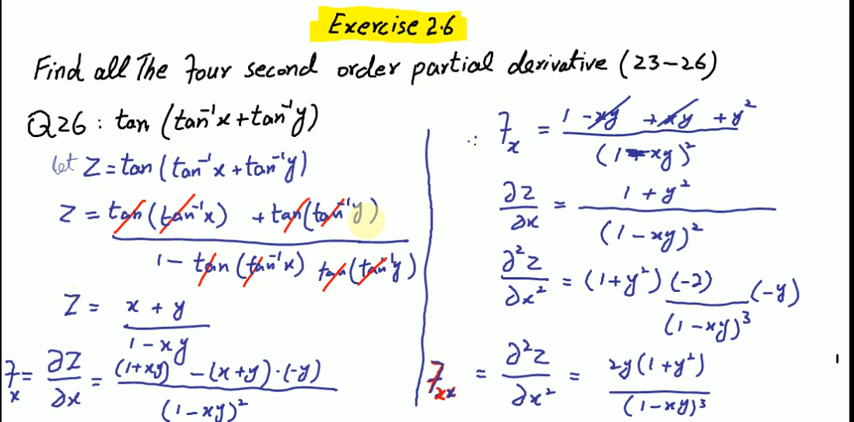 Exercise 2.6
Find all The four second order partial derivative (23-26)
Q26: tan (tan⁻¹x + tan⁻¹y)
let Z = tan (tan⁻¹x + tan⁻¹y)
Z = tan (tan⁻¹x) + tan (tan⁻¹y) / 1 - tan (tan⁻¹x) tan (tan⁻¹y)
Z = x + y / 1 - xy
f_x = ∂Z/∂x = (1+xy) - (x+y)·(-y) / (1-xy)²
∴ f_x = 1 - xy + xy + y² / (1-xy)²
∂z/∂x = 1 + y² / (1-xy)²
∂²z/∂x² = (1+y²) (-2) / (1-xy)³ (-y)
f_xx = ∂²z/∂x² = 2y(1+y²) / (1-xy)³